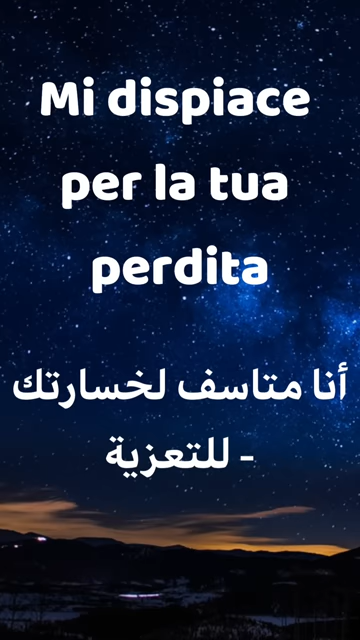 Mi dispiace
per la tua
perdita
أنا متاسف لخسارتك
- للتعزية